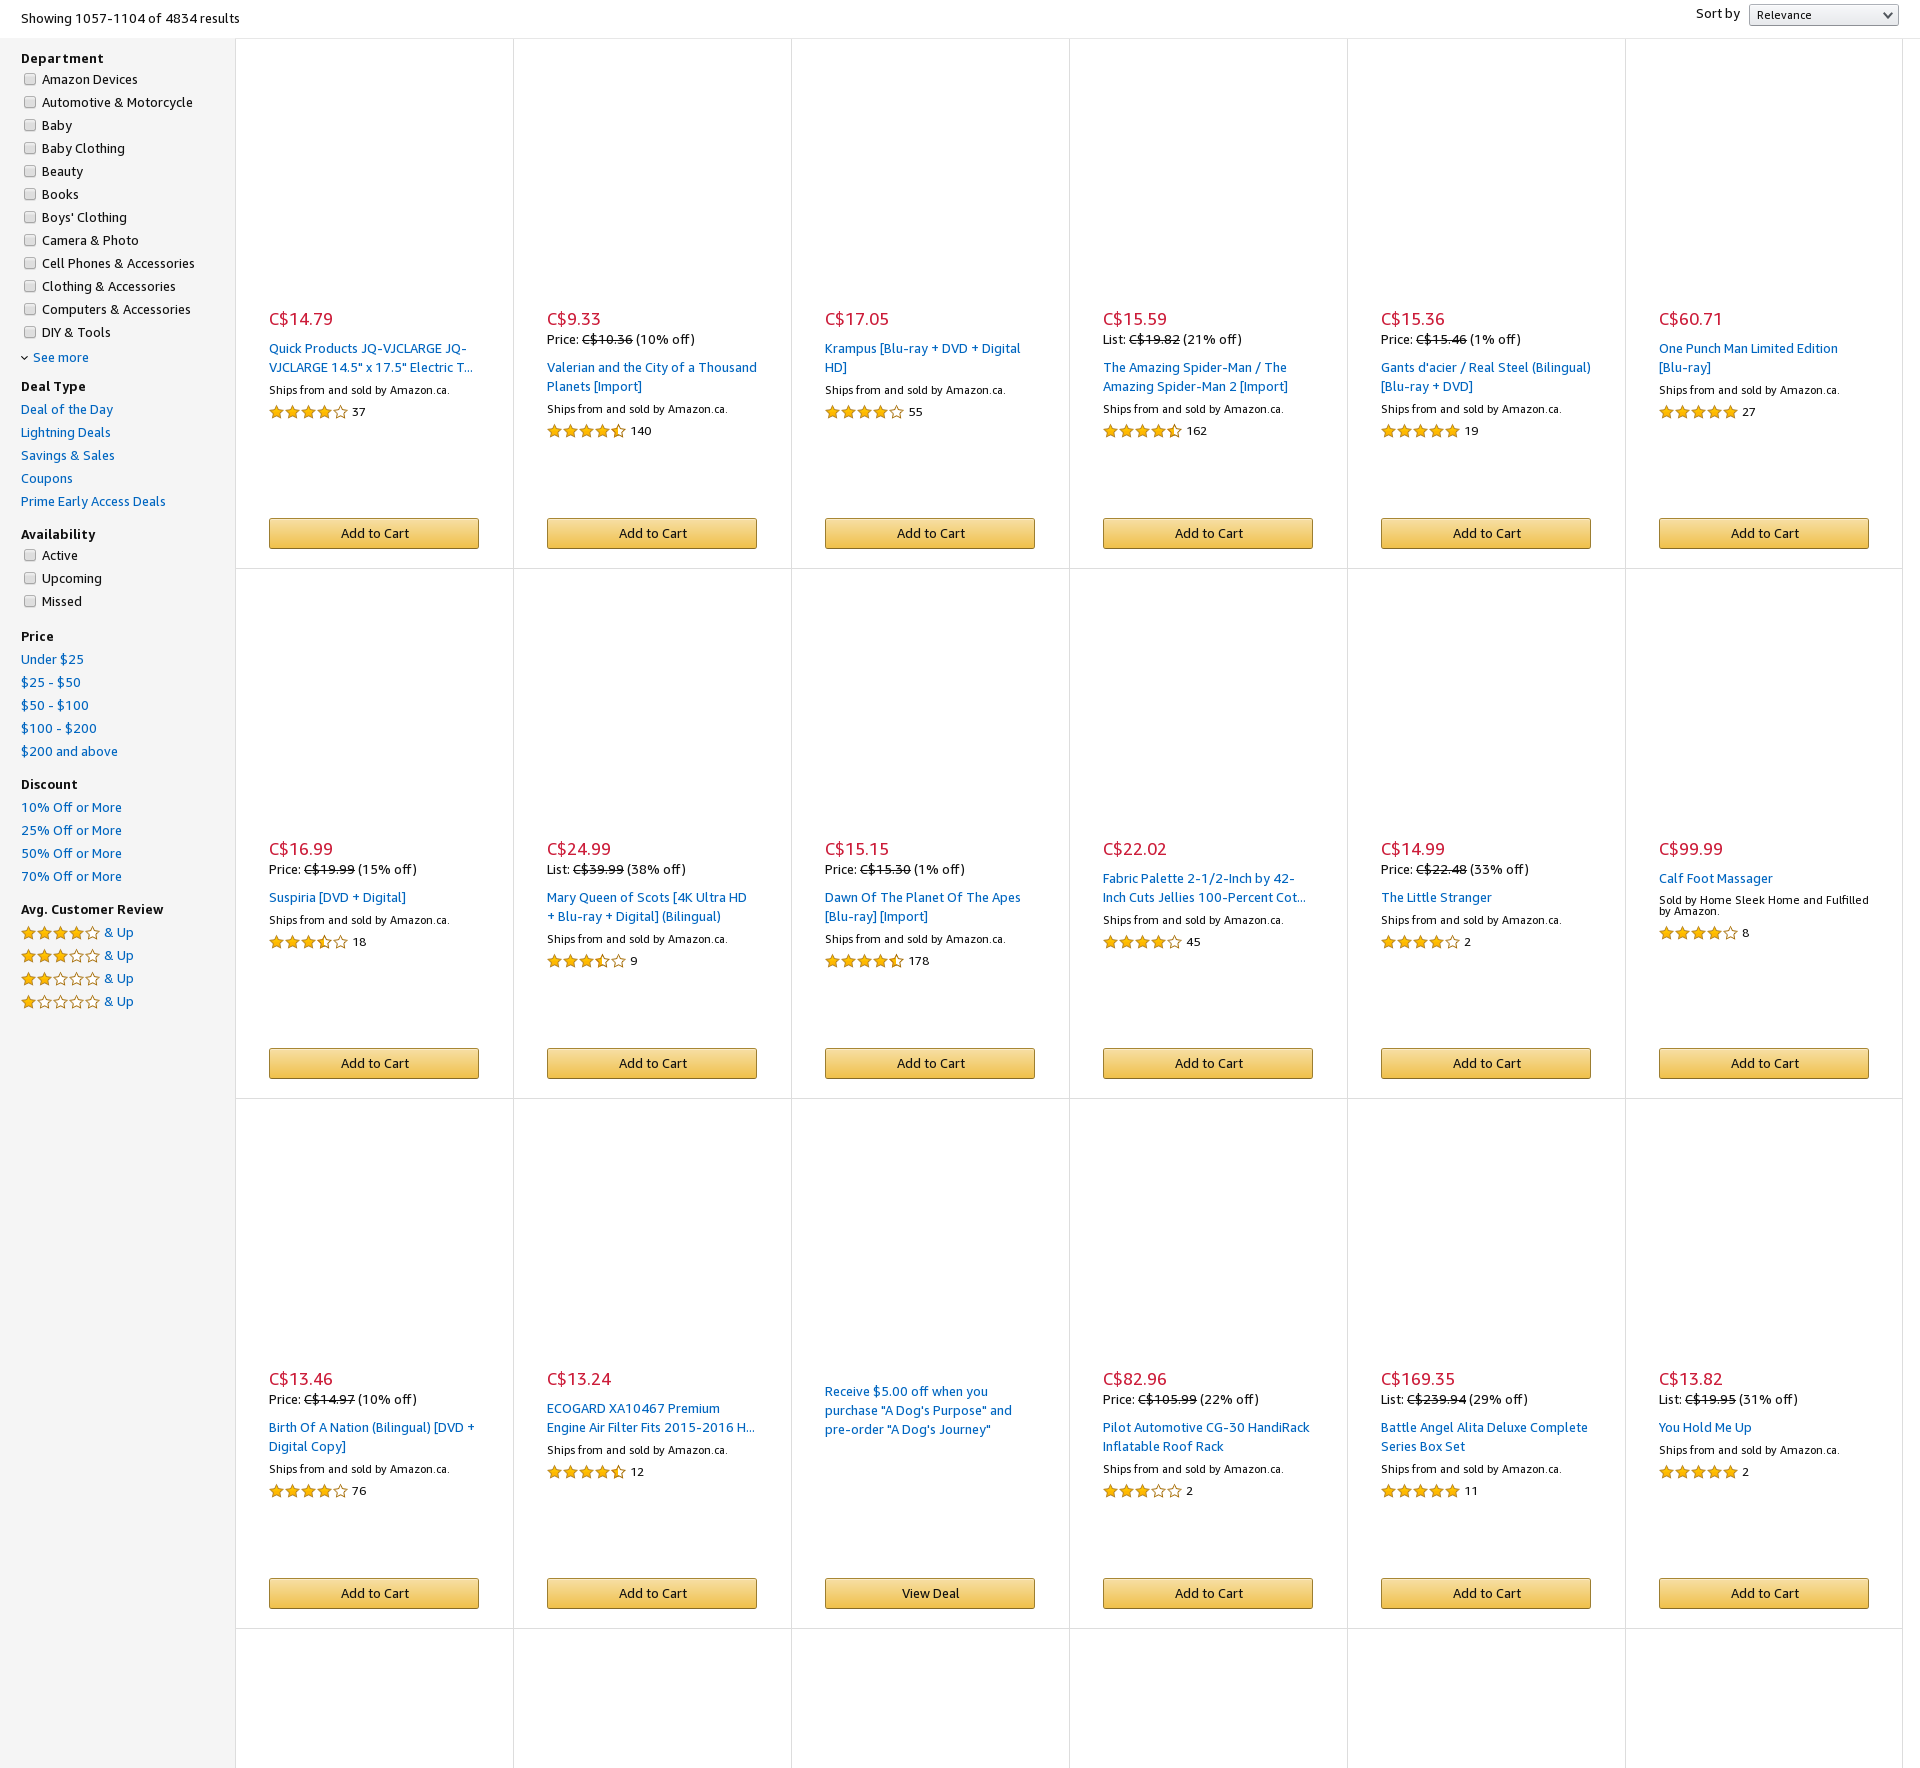 Showing 1057-1104 of 4834 results
Sort by Relevance
Department
Amazon Devices
Automotive & Motorcycle
Baby
Baby Clothing
Beauty
Books
Boys' Clothing
Camera & Photo
Cell Phones & Accessories
Clothing & Accessories
Computers & Accessories
DIY & Tools
See more
Deal Type
Deal of the Day
Lightning Deals
Savings & Sales
Coupons
Prime Early Access Deals
Availability
Active
Upcoming
Missed
Price
Under $25
$25 - $50
$50 - $100
$100 - $200
$200 and above
Discount
10% Off or More
25% Off or More
50% Off or More
70% Off or More
Avg. Customer Review
& Up
& Up
& Up
& Up
C$14.79
Quick Products JQ-VJCLARGE JQ-
VJCLARGE 14.5" x 17.5" Electric T...
Ships from and sold by Amazon.ca.
37
Add to Cart
C$9.33
Price: C$10.36 (10% off)
Valerian and the City of a Thousand
Planets [Import]
Ships from and sold by Amazon.ca.
140
Add to Cart
C$17.05
Krampus [Blu-ray + DVD + Digital
HD]
Ships from and sold by Amazon.ca.
55
Add to Cart
C$15.59
List: C$19.82 (21% off)
The Amazing Spider-Man / The
Amazing Spider-Man 2 [Import]
Ships from and sold by Amazon.ca.
162
Add to Cart
C$15.36
Price: C$15.46 (1% off)
Gants d'acier / Real Steel (Bilingual)
[Blu-ray + DVD]
Ships from and sold by Amazon.ca.
19
Add to Cart
C$60.71
One Punch Man Limited Edition
[Blu-ray]
Ships from and sold by Amazon.ca.
27
Add to Cart
C$16.99
Price: C$19.99 (15% off)
Suspiria [DVD + Digital]
Ships from and sold by Amazon.ca.
18
Add to Cart
C$24.99
List: C$39.99 (38% off)
Mary Queen of Scots [4K Ultra HD
+ Blu-ray + Digital] (Bilingual)
Ships from and sold by Amazon.ca.
9
Add to Cart
C$15.15
Price: C$15.30 (1% off)
Dawn Of The Planet Of The Apes
[Blu-ray] [Import]
Ships from and sold by Amazon.ca.
178
Add to Cart
C$22.02
Fabric Palette 2-1/2-Inch by 42-
Inch Cuts Jellies 100-Percent Cot...
Ships from and sold by Amazon.ca.
45
Add to Cart
C$14.99
Price: C$22.48 (33% off)
The Little Stranger
Ships from and sold by Amazon.ca.
2
Add to Cart
C$99.99
Calf Foot Massager
Sold by Home Sleek Home and Fulfilled
by Amazon.
8
Add to Cart
C$13.46
Price: C$14.97 (10% off)
Birth Of A Nation (Bilingual) [DVD +
Digital Copy]
Ships from and sold by Amazon.ca.
76
Add to Cart
C$13.24
ECOGARD XA10467 Premium
Engine Air Filter Fits 2015-2016 H...
Ships from and sold by Amazon.ca.
12
Add to Cart
Receive $5.00 off when you
purchase "A Dog's Purpose" and
pre-order "A Dog's Journey"
View Deal
C$82.96
Price: C$105.99 (22% off)
Pilot Automotive CG-30 HandiRack
Inflatable Roof Rack
Ships from and sold by Amazon.ca.
2
Add to Cart
C$169.35
List: C$239.94 (29% off)
Battle Angel Alita Deluxe Complete
Series Box Set
Ships from and sold by Amazon.ca.
11
Add to Cart
C$13.82
List: C$19.95 (31% off)
You Hold Me Up
Ships from and sold by Amazon.ca.
2
Add to Cart